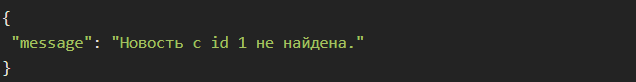 {
"message": "Новость с id 1 не найдена."
}